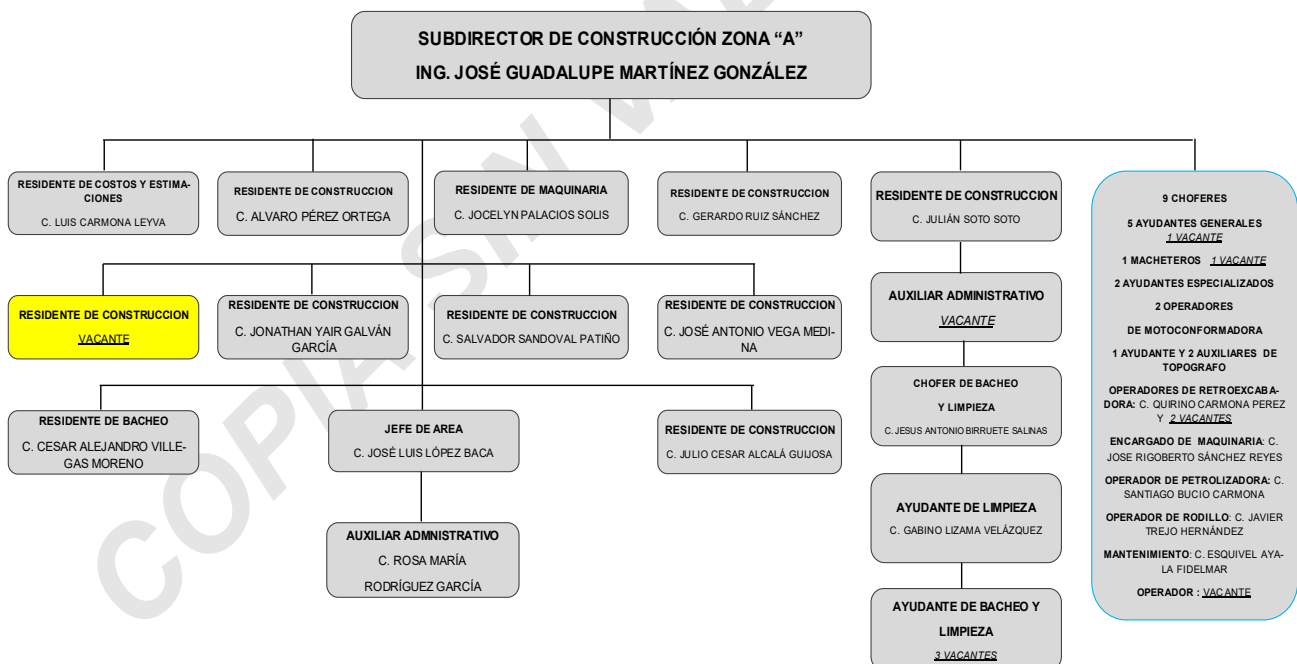 SUBDIRECTOR DE CONSTRUCCIÓN ZONA “A”
ING. JOSÉ GUADALUPE MARTÍNEZ GONZÁLEZ
RESIDENTE DE COSTOS Y ESTIMA-
CIONES
C. LUIS CARMONA LEYVA
RESIDENTE DE CONSTRUCCION
C. ALVARO PÉREZ ORTEGA
RESIDENTE DE MAQUINARIA
C. JOCELYN PALACIOS SOLIS
RESIDENTE DE CONSTRUCCION
C. GERARDO RUIZ SÁNCHEZ
RESIDENTE DE CONSTRUCCION
C. JULIÁN SOTO SOTO
9 CHOFERES
5 AYUDANTES GENERALES
1 VACANTE
1 MACHETEROS 1 VACANTE
2 AYUDANTES ESPECIALIZADOS
2 OPERADORES
DE MOTOCONFORMADORA
1 AYUDANTE Y 2 AUXILIARES DE
TOPOGRAFO
OPERADORES DE RETROEXCABA-
DORA: C. QUIRINO CARMONA PEREZ
Y 2 VACANTES
ENCARGADO DE MAQUINARIA: C.
JOSE RIGOBERTO SÁNCHEZ REYES
OPERADOR DE PETROLIZADORA: C.
SANTIAGO BUCIO CARMONA
OPERADOR DE RODILLO: C. JAVIER
TREJO HERNÁNDEZ
MANTENIMIENTO: C. ESQUIVEL AYA-
LA FIDELMAR
OPERADOR : VACANTE
RESIDENTE DE CONSTRUCCION
VACANTE
RESIDENTE DE CONSTRUCCION
C. JONATHAN YAIR GALVÁN
GARCÍA
RESIDENTE DE CONSTRUCCION
C. SALVADOR SANDOVAL PATIÑO
RESIDENTE DE CONSTRUCCION
C. JOSÉ ANTONIO VEGA MEDI-
NA
AUXILIAR ADMINISTRATIVO
VACANTE
CHOFER DE BACHEO
Y LIMPIEZA
C. JESUS ANTONIO BIRRUETE SALINAS
RESIDENTE DE BACHEO
C. CESAR ALEJANDRO VILLE-
GAS MORENO
JEFE DE AREA
C. JOSÉ LUIS LÓPEZ BACA
RESIDENTE DE CONSTRUCCION
C. JULIO CESAR ALCALÁ GUIJOSA
AYUDANTE DE LIMPIEZA
C. GABINO LIZAMA VELÁZQUEZ
AUXILIAR ADMNISTRATIVO
C. ROSA MARÍA
RODRÍGUEZ GARCÍA
AYUDANTE DE BACHEO Y
LIMPIEZA
3 VACANTES
COPIA SIN